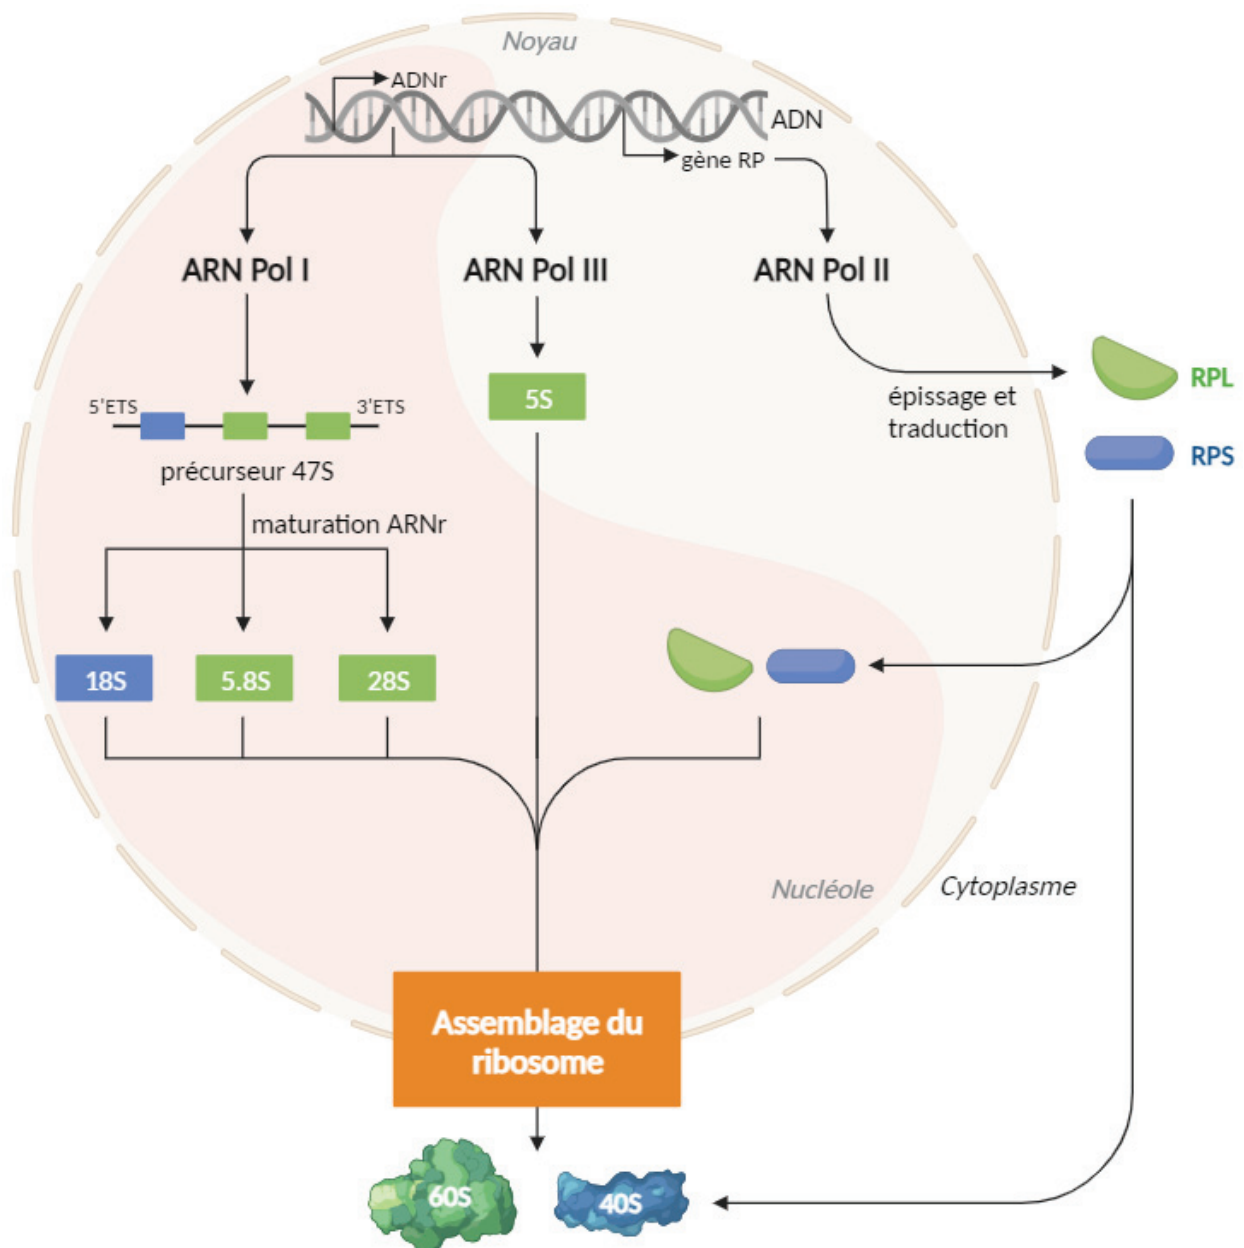 Noyau
ADNr
ADN
gène RP
ARN Pol I
ARN Pol III
ARN Pol II
5'ETS
3'ETS
précurseur 47S
5S
épissage et
traduction
RPL
RPS
maturation ARNr
18S
5.8S
28S
Nucléole
Cytoplasme
Assemblage du
ribosome
60S
40S